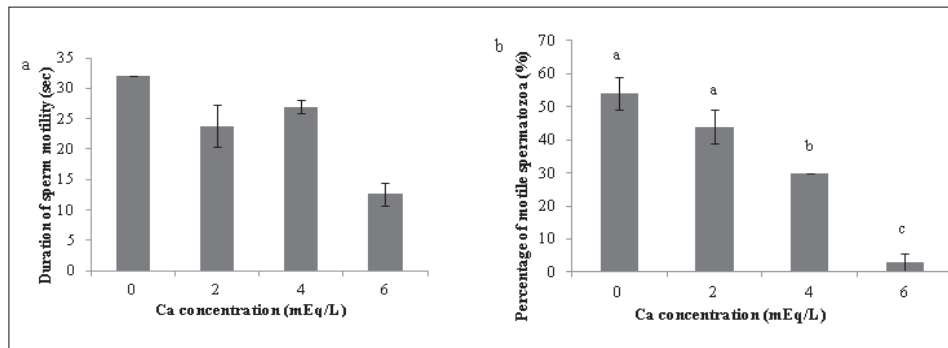 a
Duration of sperm motility (sec)
35
30
25
20
15
10
5
0
0 2 4 6
Ca concentration (mEq/L)
b
Percentage of motile spermatozoa (%)
70
60
50
40
30
20
10
0
a
a
b
c
0 2 4 6
Ca concentration (mEq/L)